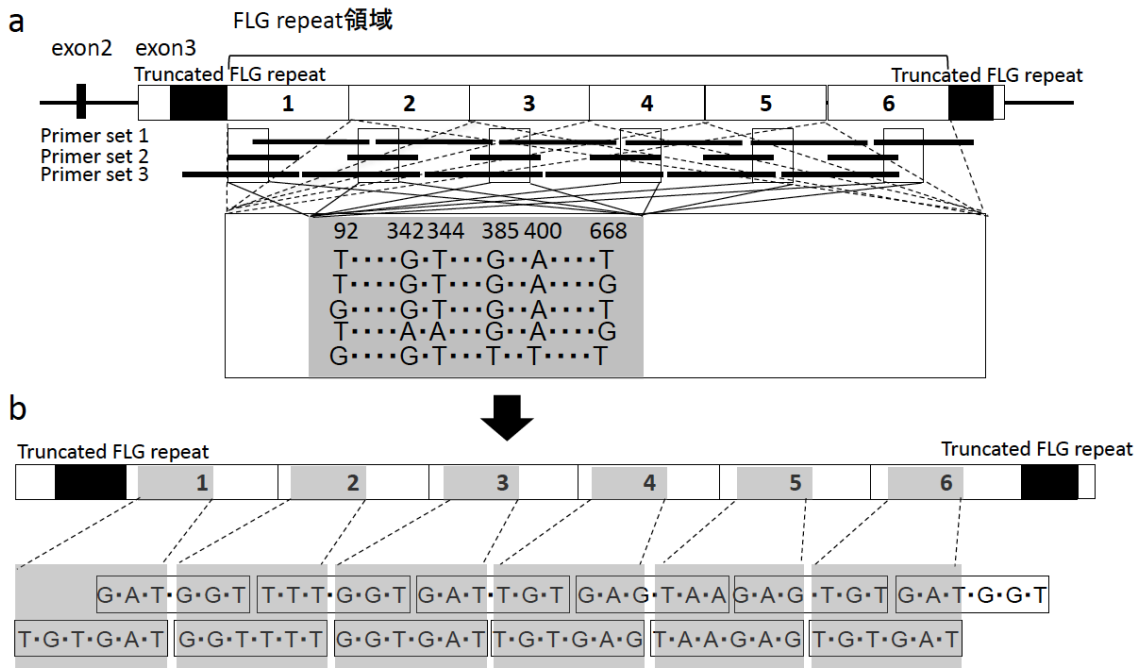 a
FLG repeat領域
exon2 exon3
Truncated FLG repeat
Truncated FLG repeat
1 2 3 4 5 6
Primer set 1
Primer set 2
Primer set 3
92 342 344 385 400 668
T····G·T···G··A····T
T····G·T···G··A····G
G····G·T···G··A····T
T····A·A···G··A····G
G····G·T···T··T····T
b
Truncated FLG repeat
Truncated FLG repeat
1 2 3 4 5 6
G·A·T·G·G·T T·T·T·G·G·T G·A·T·T·G·T G·A·G·T·A·A G·A·G·T·G·T G·A·T·G·G·T
T·G·T·G·A·T G·G·T·T·T·T G·G·T·G·A·T T·G·T·G·A·G T·A·A·G·A·G T·G·T·G·A·T